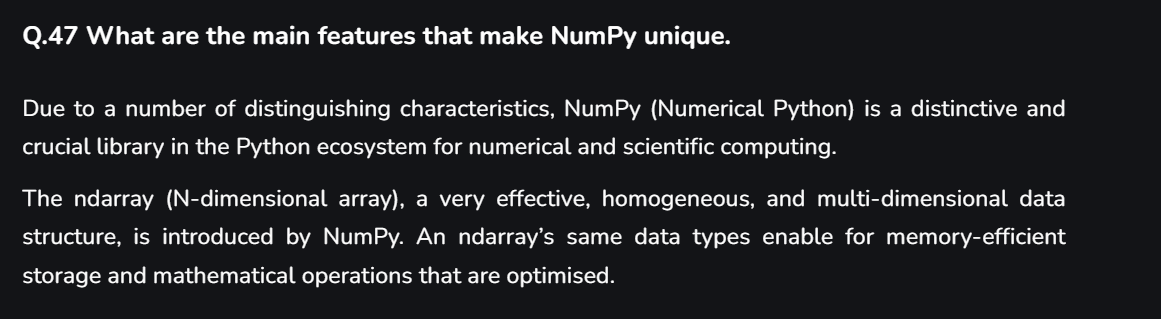 Q.47 What are the main features that make NumPy unique.
Due to a number of distinguishing characteristics, NumPy (Numerical Python) is a distinctive and
crucial library in the Python ecosystem for numerical and scientific computing.
The ndarray (N-dimensional array), a very effective, homogeneous, and multi-dimensional data
structure, is introduced by NumPy. An ndarray’s same data types enable for memory-efficient
storage and mathematical operations that are optimised.